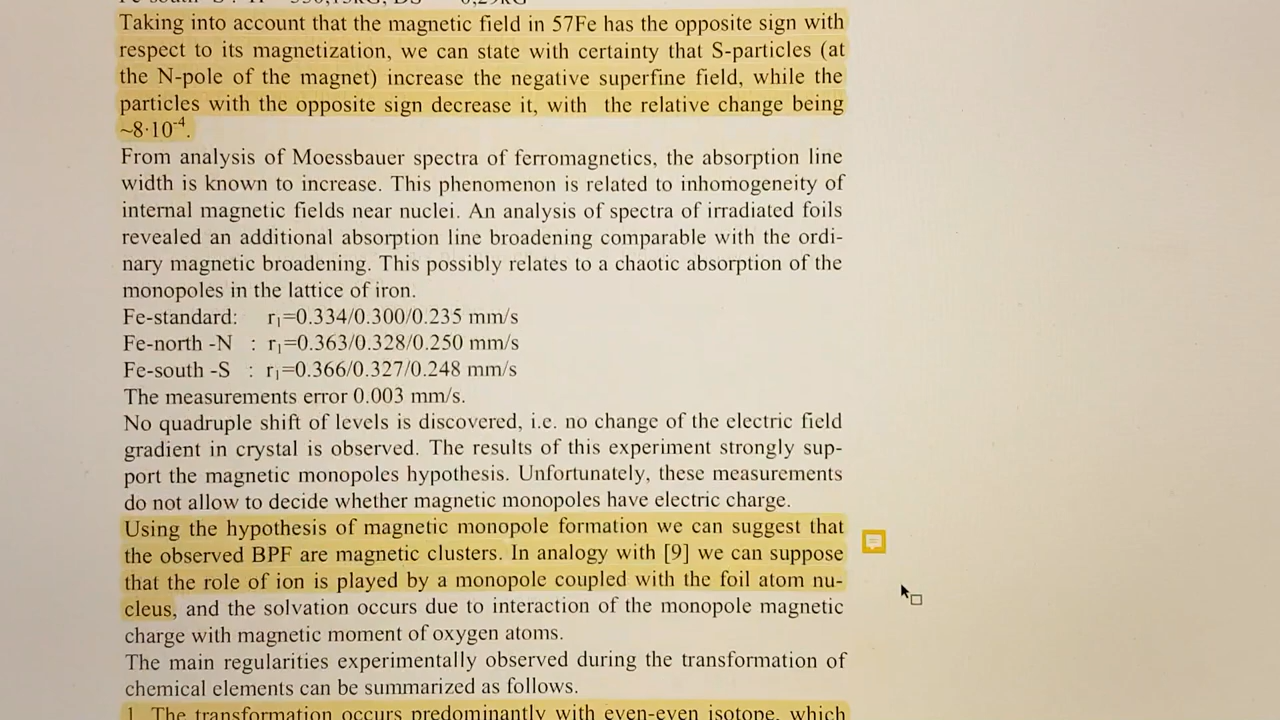 Taking into account that the magnetic field in 57Fe has the opposite sign with
respect to its magnetization, we can state with certainty that S-particles (at
the N-pole of the magnet) increase the negative superfine field, while the
particles with the opposite sign decrease it, with the relative change being
~8·10⁻⁴.
From analysis of Moessbauer spectra of ferromagnetics, the absorption line
width is known to increase. This phenomenon is related to inhomogeneity of
internal magnetic fields near nuclei. An analysis of spectra of irradiated foils
revealed an additional absorption line broadening comparable with the ordi-
nary magnetic broadening. This possibly relates to a chaotic absorption of the
monopoles in the lattice of iron.
Fe-standard: r₁=0.334/0.300/0.235 mm/s
Fe-north -N : r₁=0.363/0.328/0.250 mm/s
Fe-south -S : r₁=0.366/0.327/0.248 mm/s
The measurements error 0.003 mm/s.
No quadruple shift of levels is discovered, i.e. no change of the electric field
gradient in crystal is observed. The results of this experiment strongly sup-
port the magnetic monopoles hypothesis. Unfortunately, these measurements
do not allow to decide whether magnetic monopoles have electric charge.
Using the hypothesis of magnetic monopole formation we can suggest that
the observed BPF are magnetic clusters. In analogy with [9] we can suppose
that the role of ion is played by a monopole coupled with the foil atom nu-
cleus, and the solvation occurs due to interaction of the monopole magnetic
charge with magnetic moment of oxygen atoms.
The main regularities experimentally observed during the transformation of
chemical elements can be summarized as follows.
1. The transformation occurs predominantly with even-even isotope, which